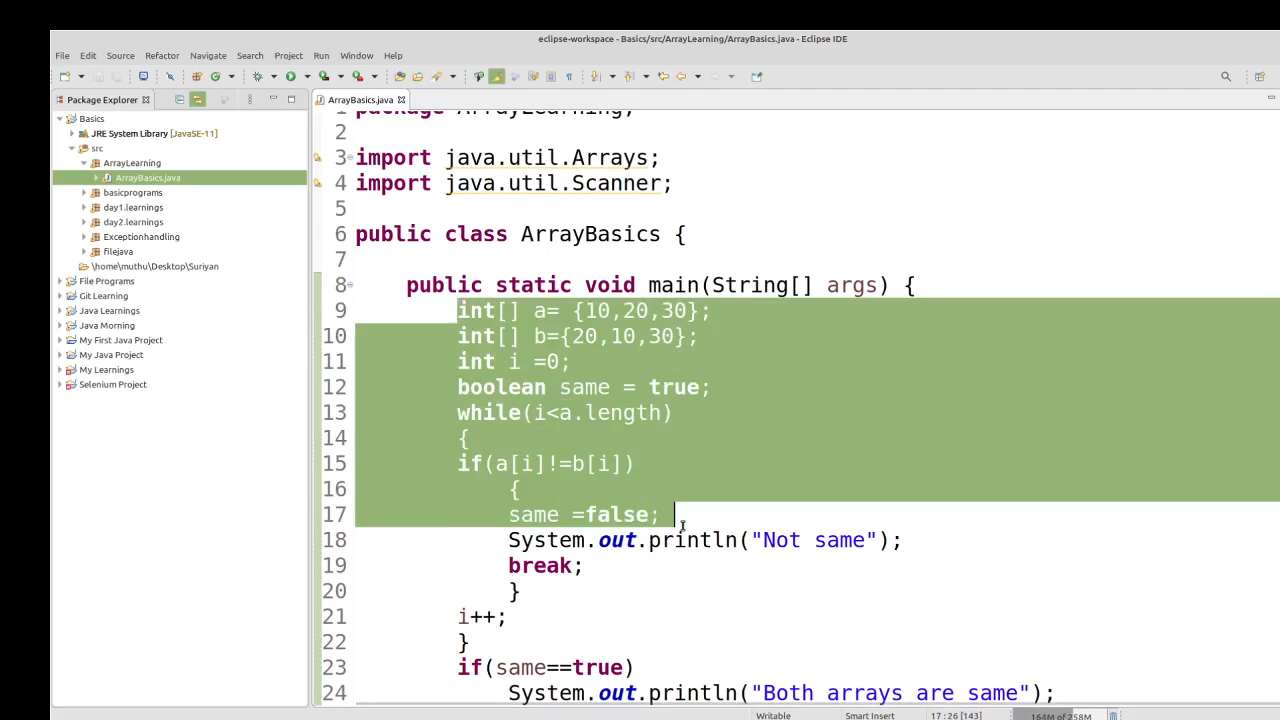 eclipse-workspace - Basics/src/ArrayLearning/ArrayBasics.java - Eclipse IDE
File Edit Source Refactor Navigate Search Project Run Window Help
Package Explorer
ArrayBasics.java
Basics
JRE System Library [JavaSE-11]
src
ArrayLearning
ArrayBasics.java
basicprograms
day1.learnings
day2.learnings
Exceptionhandling
filejava
\home\muthu\Desktop\Suriyan
File Programs
Git Learning
Java Learnings
Java Morning
My First Java Project
My Java Project
My Learnings
Selenium Project
1 package ArrayLearning;
2
3 import java.util.Arrays;
4 import java.util.Scanner;
5
6 public class ArrayBasics {
7
8 public static void main(String[] args) {
9 int[] a= {10,20,30};
10 int[] b={20,10,30};
11 int i =0;
12 boolean same = true;
13 while(i<a.length)
14 {
15 if(a[i]!=b[i])
16 {
17 same =false;
18 System.out.println("Not same");
19 break;
20 }
21 i++;
22 }
23 if(same==true)
24 System.out.println("Both arrays are same");
Writable Smart Insert 17:26 [143] 164M of 258M